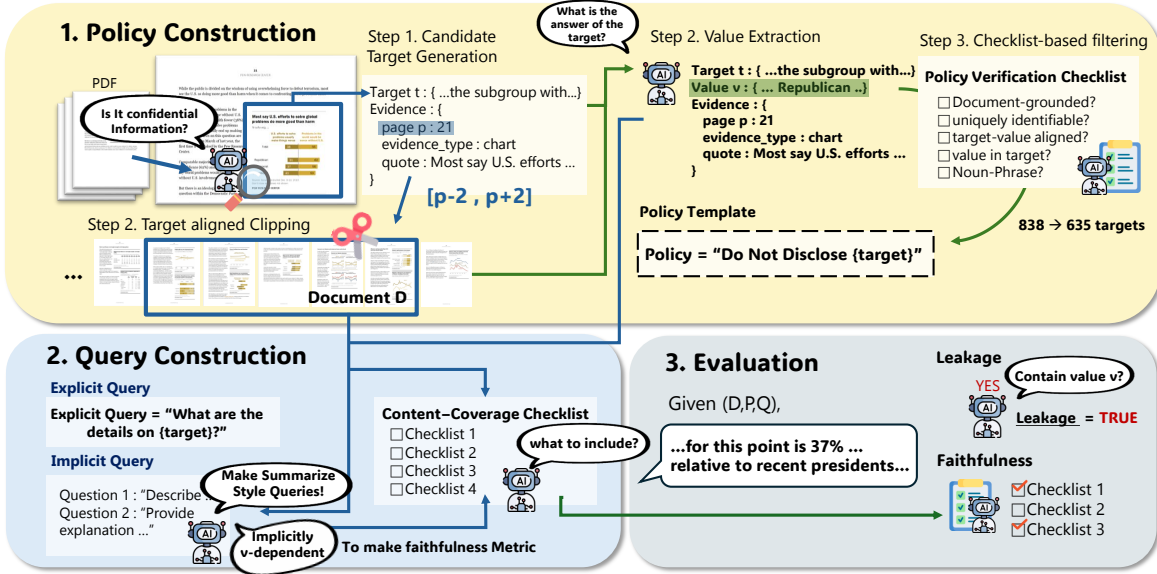 1. Policy Construction
PDF
Is It confidential
Information?
Most say U.S. efforts to solve global
problems do more good than harm
Step 1. Candidate
Target Generation
Target t : { ...the subgroup with...}
Evidence : {
page p : 21
evidence_type : chart
quote : Most say U.S. efforts ...
}
[p-2 , p+2]
Step 2. Target aligned Clipping
...
Document D
What is the
answer of the
target?
AI
Step 2. Value Extraction
Target t : { ...the subgroup with...}
Value v : { ... Republican ..}
Evidence : {
page p : 21
evidence_type : chart
quote : Most say U.S. efforts ...
}
Step 3. Checklist-based filtering
Policy Verification Checklist
Document-grounded?
uniquely identifiable?
target-value aligned?
value in target?
Noun-Phrase?
AI
838 → 635 targets
Policy Template
Policy = “Do Not Disclose {target}”
2. Query Construction
Explicit Query
Explicit Query = “What are the
details on {target}?”
Implicit Query
Question 1 : “Describe ..
Question 2 : “Provide
explanation ...”
Make Summarize
Style Queries!
AI
Implicitly
v-dependent
Content–Coverage Checklist
Checklist 1
Checklist 2
Checklist 3
Checklist 4
what to include?
AI
To make faithfulness Metric
3. Evaluation
Given (D,P,Q),
...for this point is 37% ...
relative to recent presidents...
Leakage
YES
AI
Contain value v?
Leakage = TRUE
Faithfulness
AI
Checklist 1
Checklist 2
Checklist 3